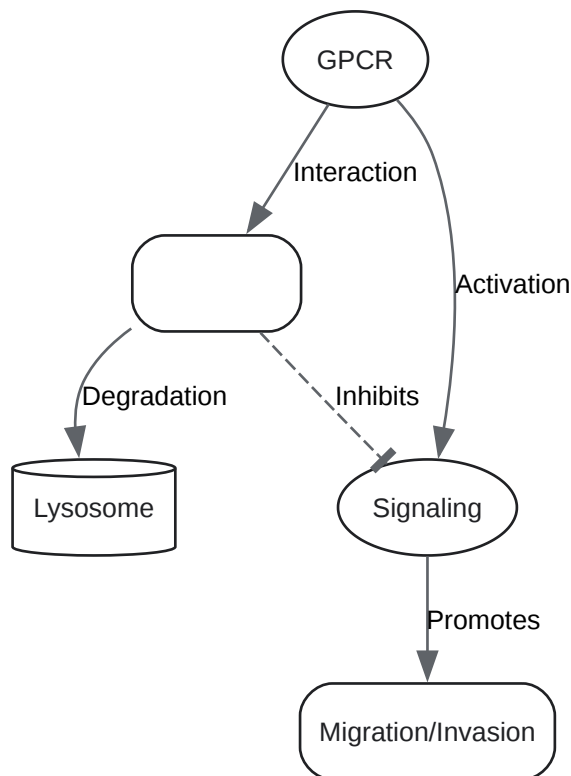 GPCR
Interaction
Activation
Degradation
Inhibits
Lysosome
Signaling
Promotes
Migration/Invasion